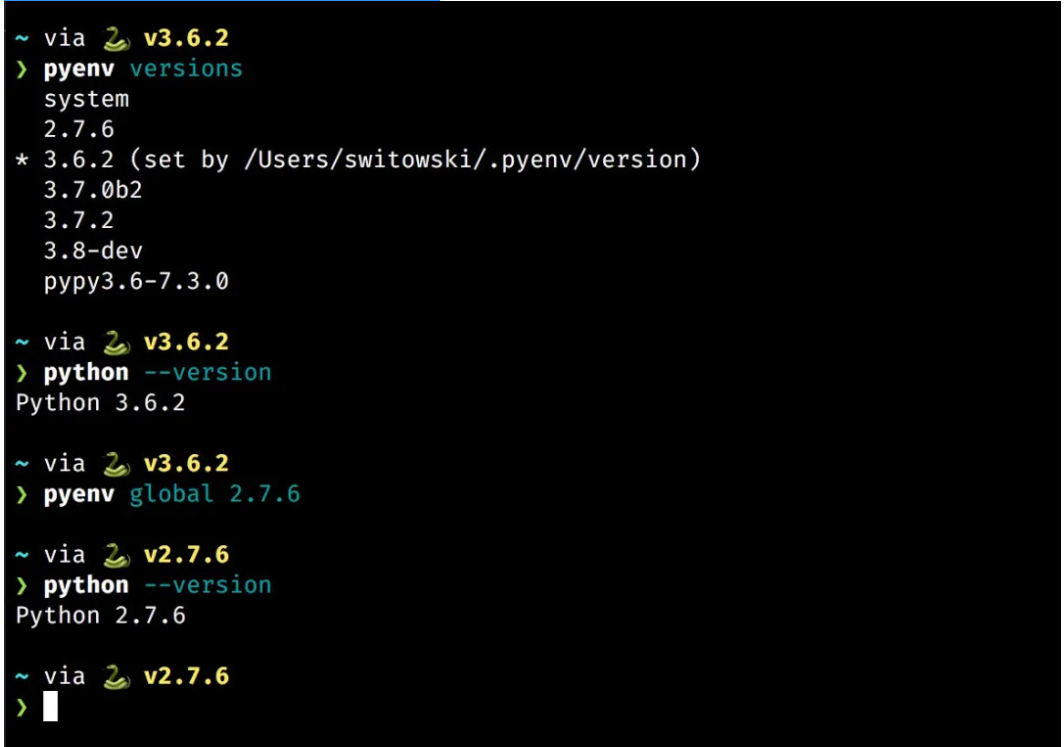 ~ via 🐍 v3.6.2
❯ pyenv versions
  system
  2.7.6
* 3.6.2 (set by /Users/switowski/.pyenv/version)
  3.7.0b2
  3.7.2
  3.8-dev
  pypy3.6-7.3.0

~ via 🐍 v3.6.2
❯ python --version
Python 3.6.2

~ via 🐍 v3.6.2
❯ pyenv global 2.7.6

~ via 🐍 v2.7.6
❯ python --version
Python 2.7.6

~ via 🐍 v2.7.6
❯